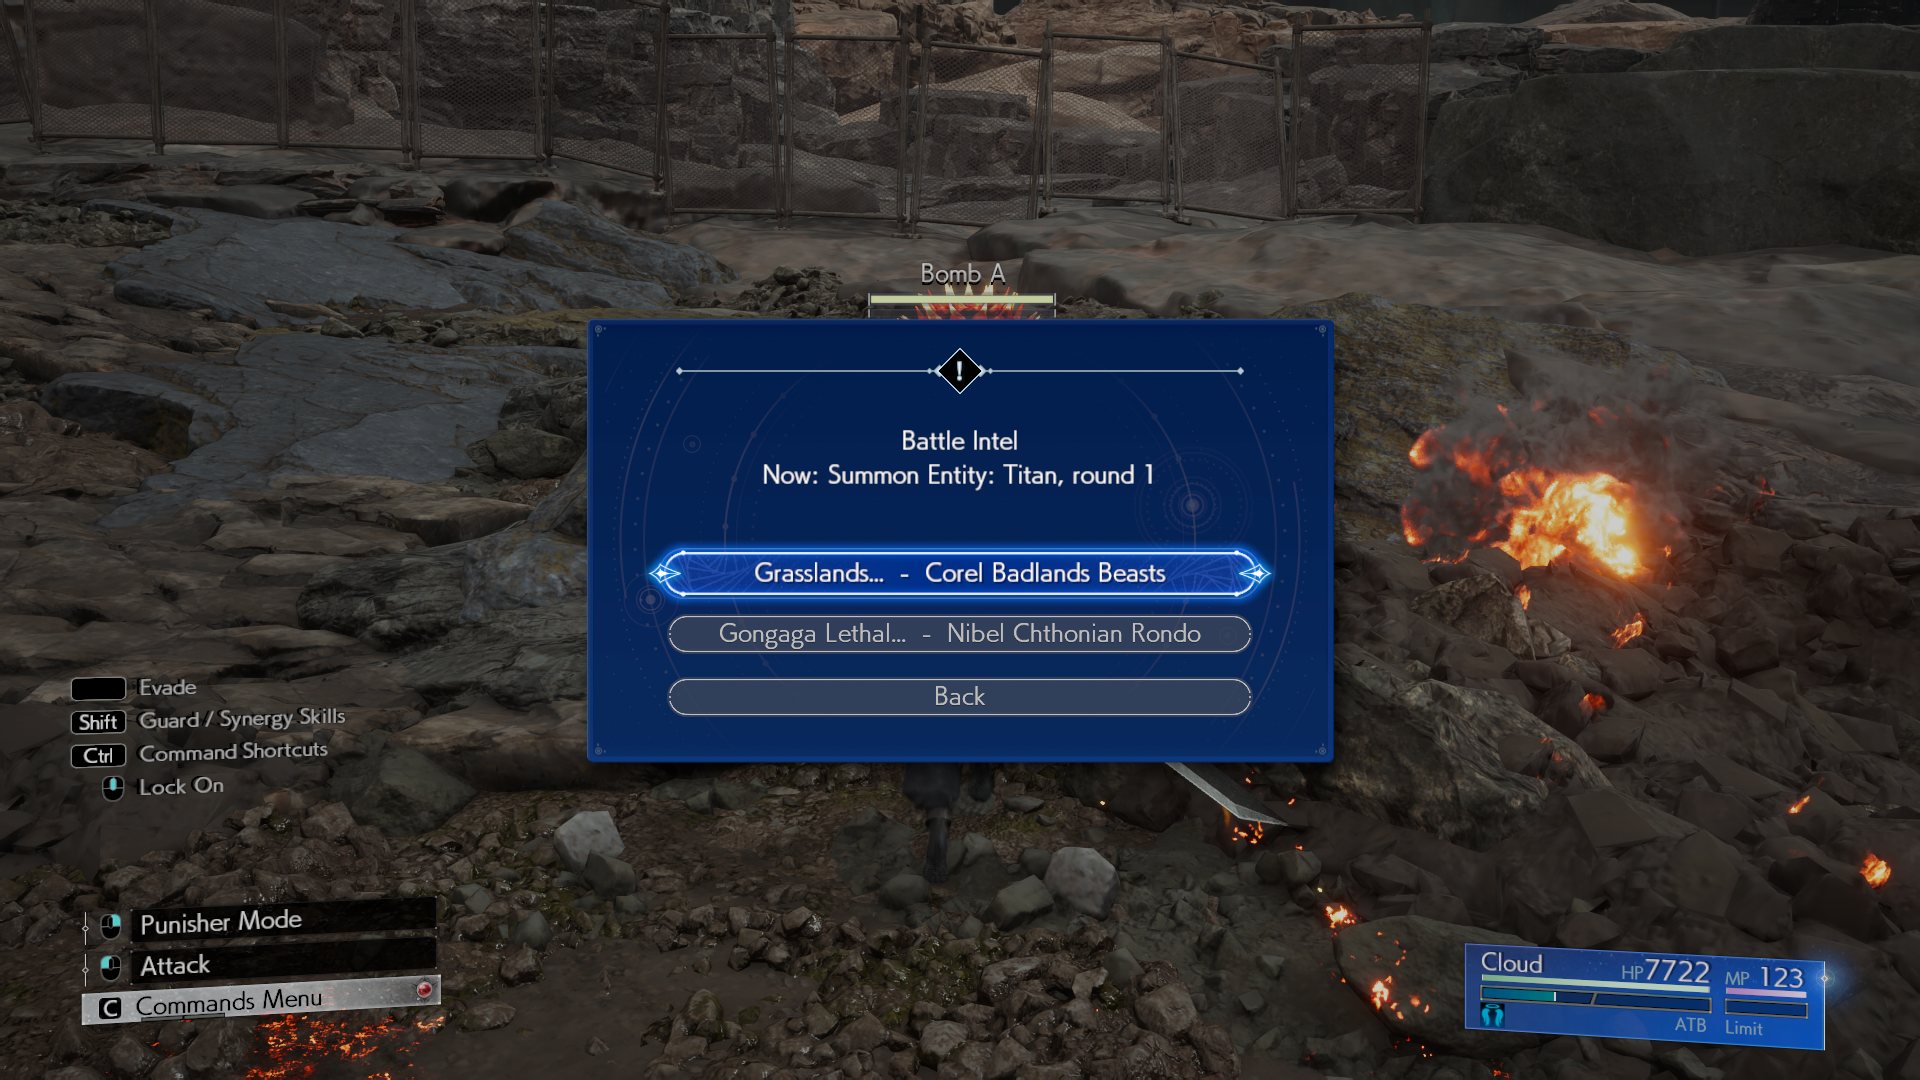 Bomb A
!
Battle Intel
Now: Summon Entity: Titan, round 1
Grasslands... - Corel Badlands Beasts
Gongaga Lethal... - Nibel Chthonian Rondo
Back
Evade
Shift Guard / Synergy Skills
Ctrl Command Shortcuts
Lock On
Punisher Mode
Attack
C Commands Menu
Cloud HP 7722 MP 123
ATB Limit